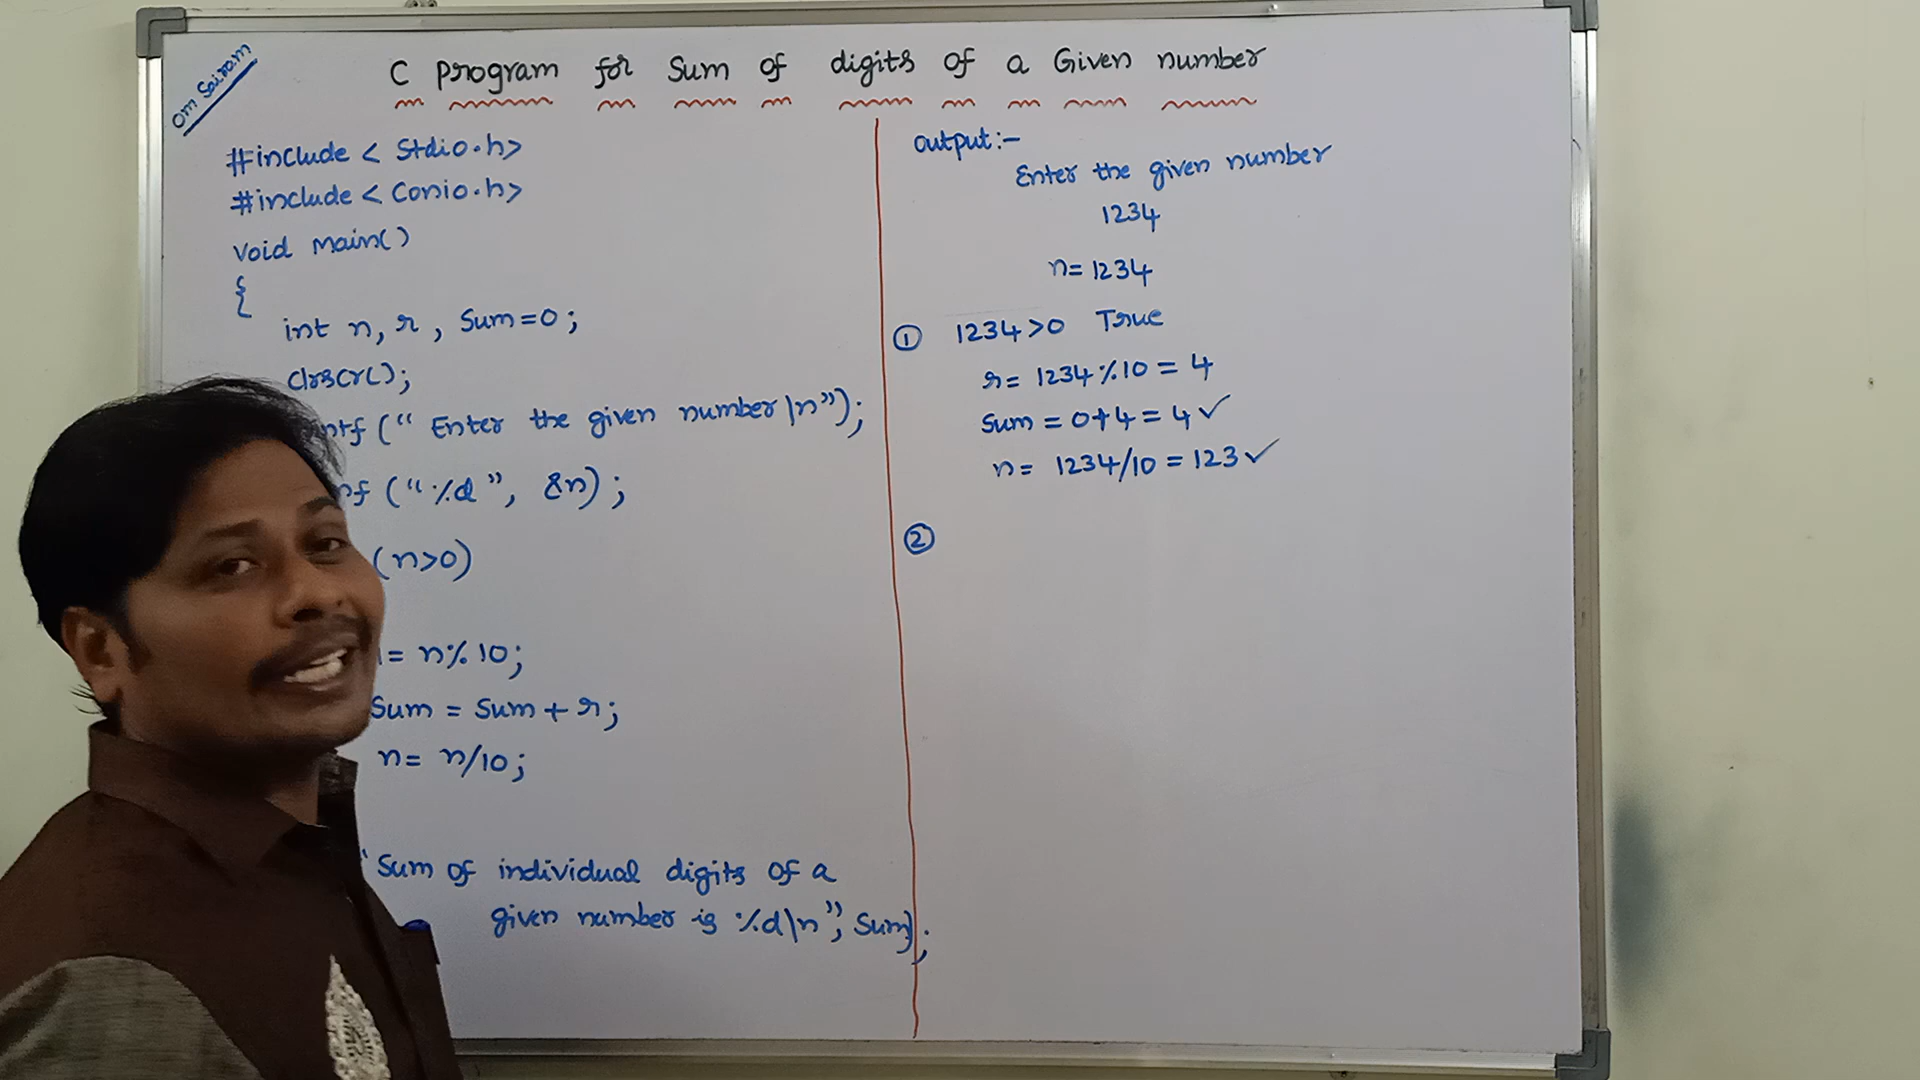 Om Sairam
C program for Sum of digits of a Given number
#include < Stdio.h>
#include < Conio.h>
Void main()
{
int n, r, Sum=0;
Clrscr();
ntf (“ Enter the given number\n”);
nf (“%d”, &n);
(n>0)
= n%10;
Sum = Sum + r;
n= n/10;
“Sum of individual digits of a
given number is %d\n”, Sum);
output:-
Enter the given number
1234
n= 1234
① 1234>0 True
r= 1234%10 = 4
Sum = 0+4 = 4 ✓
n= 1234/10 = 123 ✓
②